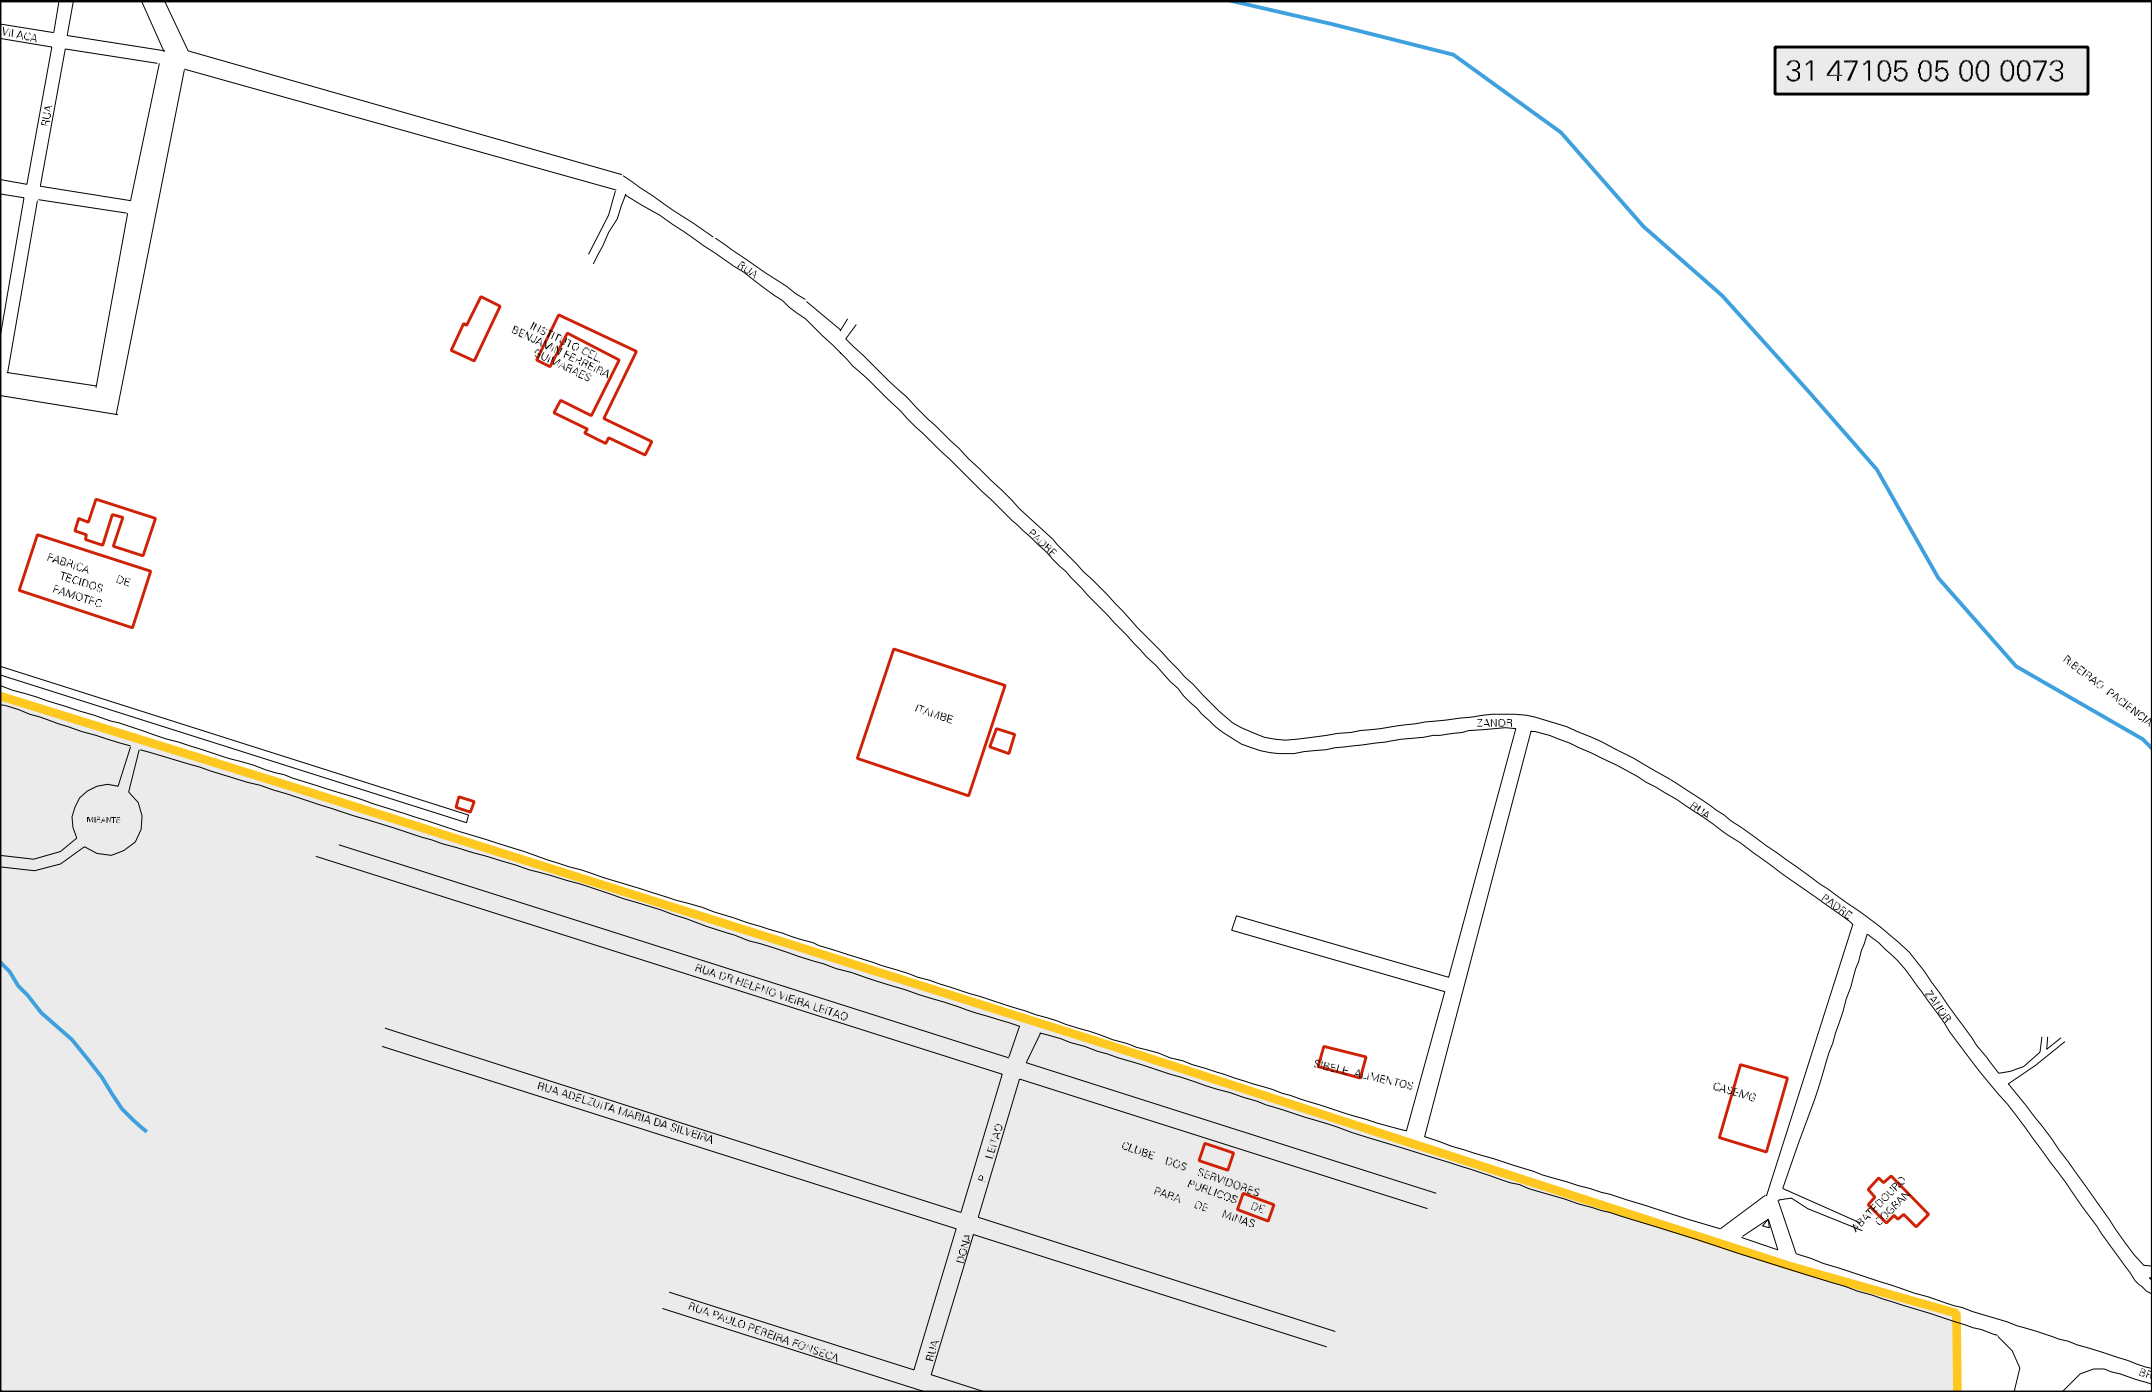 VILACA
31 47105 05 00 0073
RUA
RUA
INSTITUTO CEL.
BENJAMIN FERREIRA
GUIMARAES
PADRE
FABRICA DE
TECIDOS
FAMOTEC
RIBEIRAO PACIENCIA
ITAMBE
ZANOR
RUA
MIRANTE
PADRE
RUA DR HELENO VIEIRA LEITAO
ZANOR
SIBELE ALIMENTOS
CASEMG
RUA ADELZUITA MARIA DA SILVEIRA
P LEITAO
CLUBE DOS SERVIDORES
PUBLICOS DE
PARA DE MINAS
ABATEDOURO
COGRAN
DONA
RUA PAULO PEREIRA FONSECA
RUA